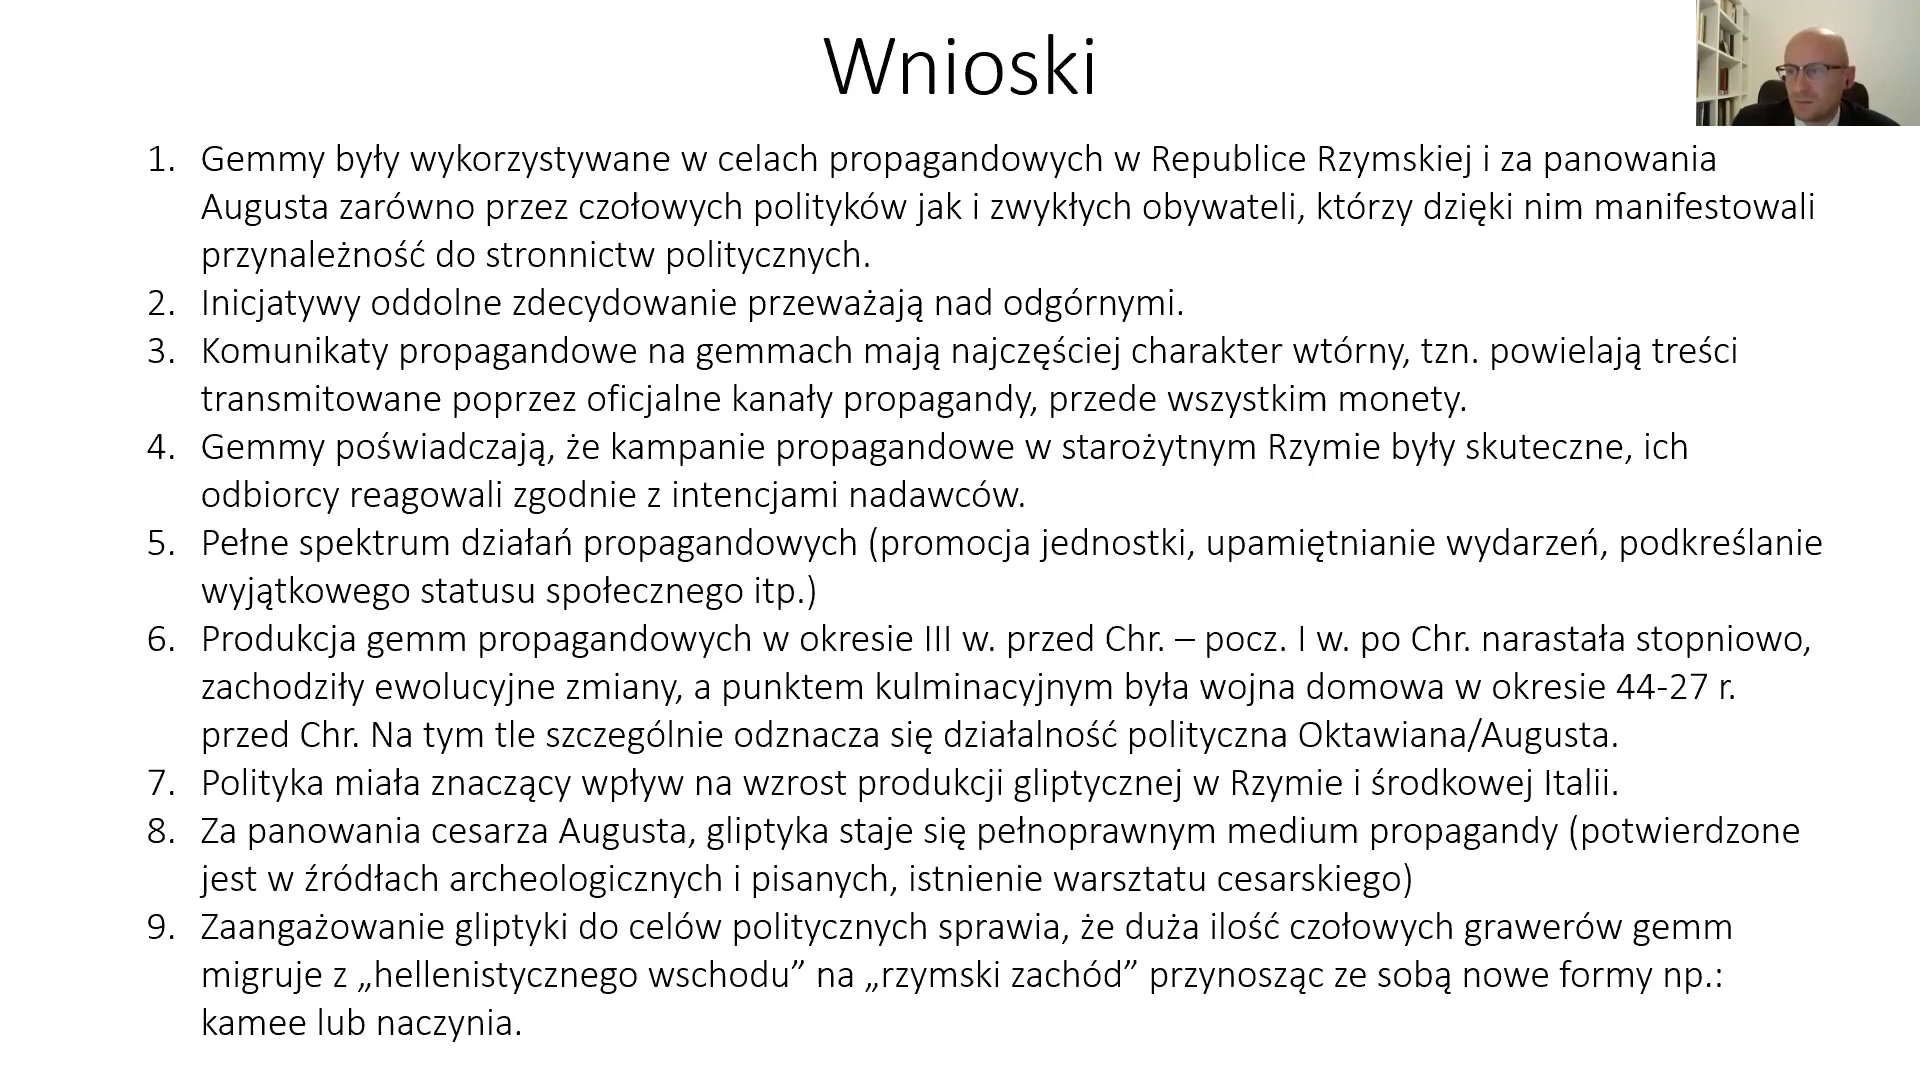 Wnioski
1. Gemmy były wykorzystywane w celach propagandowych w Republice Rzymskiej i za panowania
Augusta zarówno przez czołowych polityków jak i zwykłych obywateli, którzy dzięki nim manifestowali
przynależność do stronnictw politycznych.
2. Inicjatywy oddolne zdecydowanie przeważają nad odgórnymi.
3. Komunikaty propagandowe na gemmach mają najczęściej charakter wtórny, tzn. powielają treści
transmitowane poprzez oficjalne kanały propagandy, przede wszystkim monety.
4. Gemmy poświadczają, że kampanie propagandowe w starożytnym Rzymie były skuteczne, ich
odbiorcy reagowali zgodnie z intencjami nadawców.
5. Pełne spektrum działań propagandowych (promocja jednostki, upamiętnianie wydarzeń, podkreślanie
wyjątkowego statusu społecznego itp.)
6. Produkcja gemm propagandowych w okresie III w. przed Chr. – pocz. I w. po Chr. narastała stopniowo,
zachodziły ewolucyjne zmiany, a punktem kulminacyjnym była wojna domowa w okresie 44-27 r.
przed Chr. Na tym tle szczególnie odznacza się działalność polityczna Oktawiana/Augusta.
7. Polityka miała znaczący wpływ na wzrost produkcji gliptycznej w Rzymie i środkowej Italii.
8. Za panowania cesarza Augusta, gliptyka staje się pełnoprawnym medium propagandy (potwierdzone
jest w źródłach archeologicznych i pisanych, istnienie warsztatu cesarskiego)
9. Zaangażowanie gliptyki do celów politycznych sprawia, że duża ilość czołowych grawerów gemm
migruje z „hellenistycznego wschodu” na „rzymski zachód” przynosząc ze sobą nowe formy np.:
kamee lub naczynia.